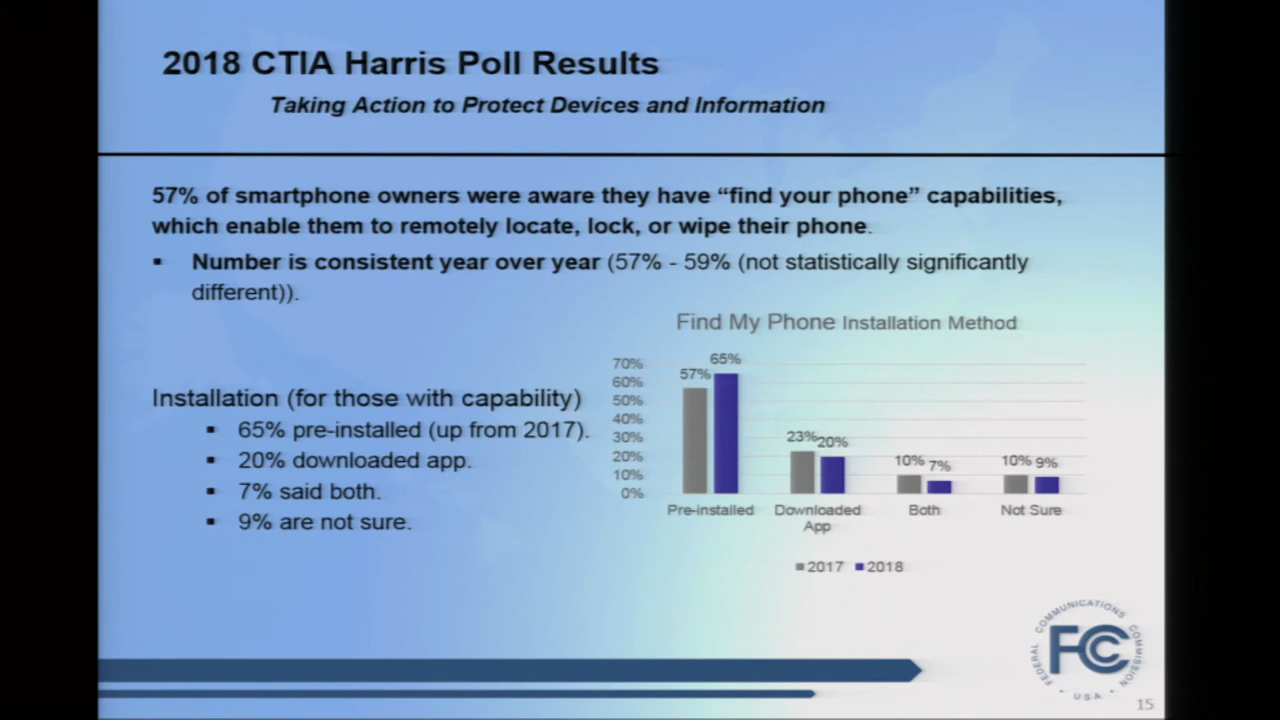 2018 CTIA Harris Poll Results
Taking Action to Protect Devices and Information
57% of smartphone owners were aware they have “find your phone” capabilities,
which enable them to remotely locate, lock, or wipe their phone.
▪ Number is consistent year over year (57% - 59% (not statistically significantly
different)).
Installation (for those with capability)
▪ 65% pre-installed (up from 2017).
▪ 20% downloaded app.
▪ 7% said both.
▪ 9% are not sure.
Find My Phone Installation Method
70%
60%
50%
40%
30%
20%
10%
0%
57% 65%
23% 20%
10% 7%
10% 9%
Pre-installed Downloaded Both Not Sure
App
2017 2018
FEDERAL COMMUNICATIONS COMMISSION
FCC
• USA •
15